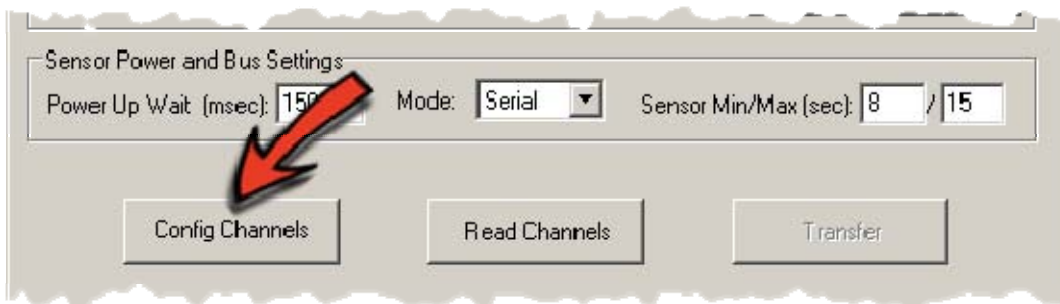 Sensor Power and Bus Settings
Power Up Wait (msec): Mode: Serial Sensor Min/Max (sec): 8 / 15
Config Channels Read Channels Transfer